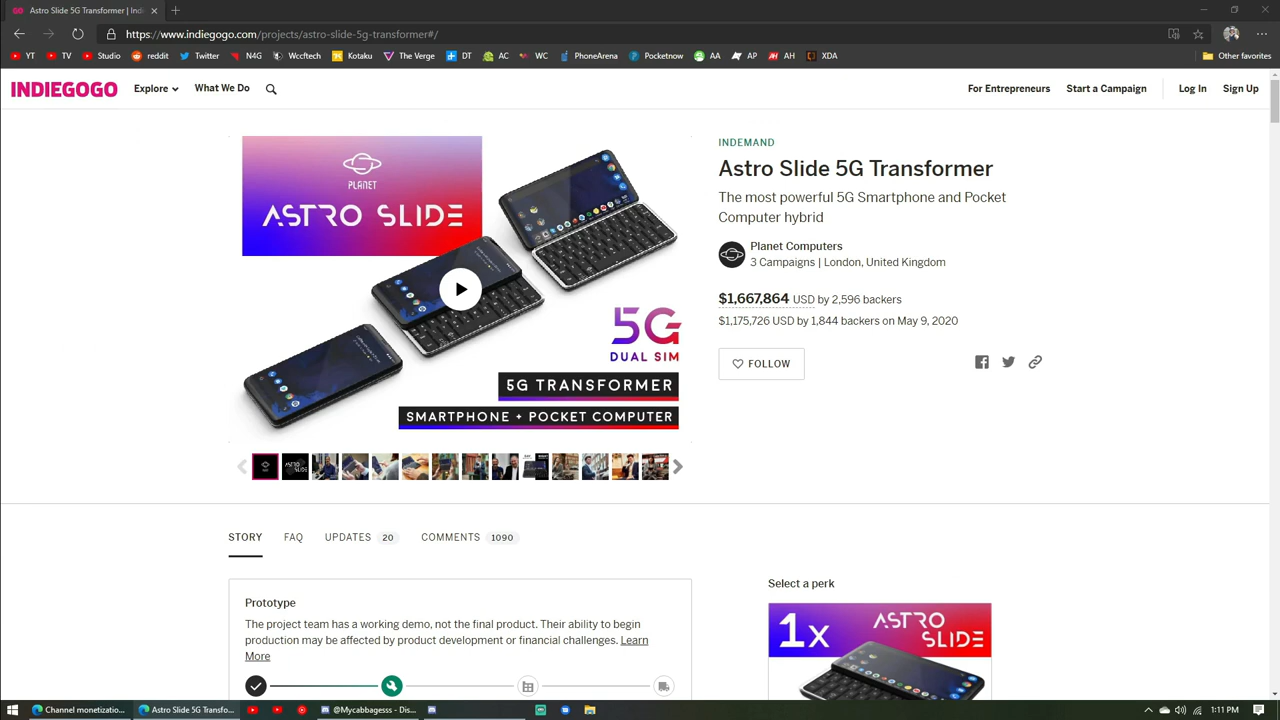 Astro Slide 5G Transformer | Ind
https://www.indiegogo.com/projects/astro-slide-5g-transformer#/
YT
TV
Studio
reddit
Twitter
N4G
Wccftech
Kotaku
The Verge
DT
AC
WC
PhoneArena
Pocketnow
AA
AP
AH
XDA
Other favorites
INDIEGOGO
Explore
What We Do
For Entrepreneurs
Start a Campaign
Log In
Sign Up
PLANET
ASTRO SLIDE
5G
DUAL SIM
5G TRANSFORMER
SMARTPHONE + POCKET COMPUTER
INDEMAND
Astro Slide 5G Transformer
The most powerful 5G Smartphone and Pocket
Computer hybrid
Planet Computers
3 Campaigns | London, United Kingdom
$1,667,864 USD by 2,596 backers
$1,175,726 USD by 1,844 backers on May 9, 2020
FOLLOW
STORY
FAQ
UPDATES 20
COMMENTS 1090
Prototype
The project team has a working demo, not the final product. Their ability to begin
production may be affected by product development or financial challenges. Learn
More
Select a perk
1x
ASTRO
SLIDE
Channel monetizatio...
Astro Slide 5G Transfo...
@Mycabbagesss - Dis...
1:11 PM